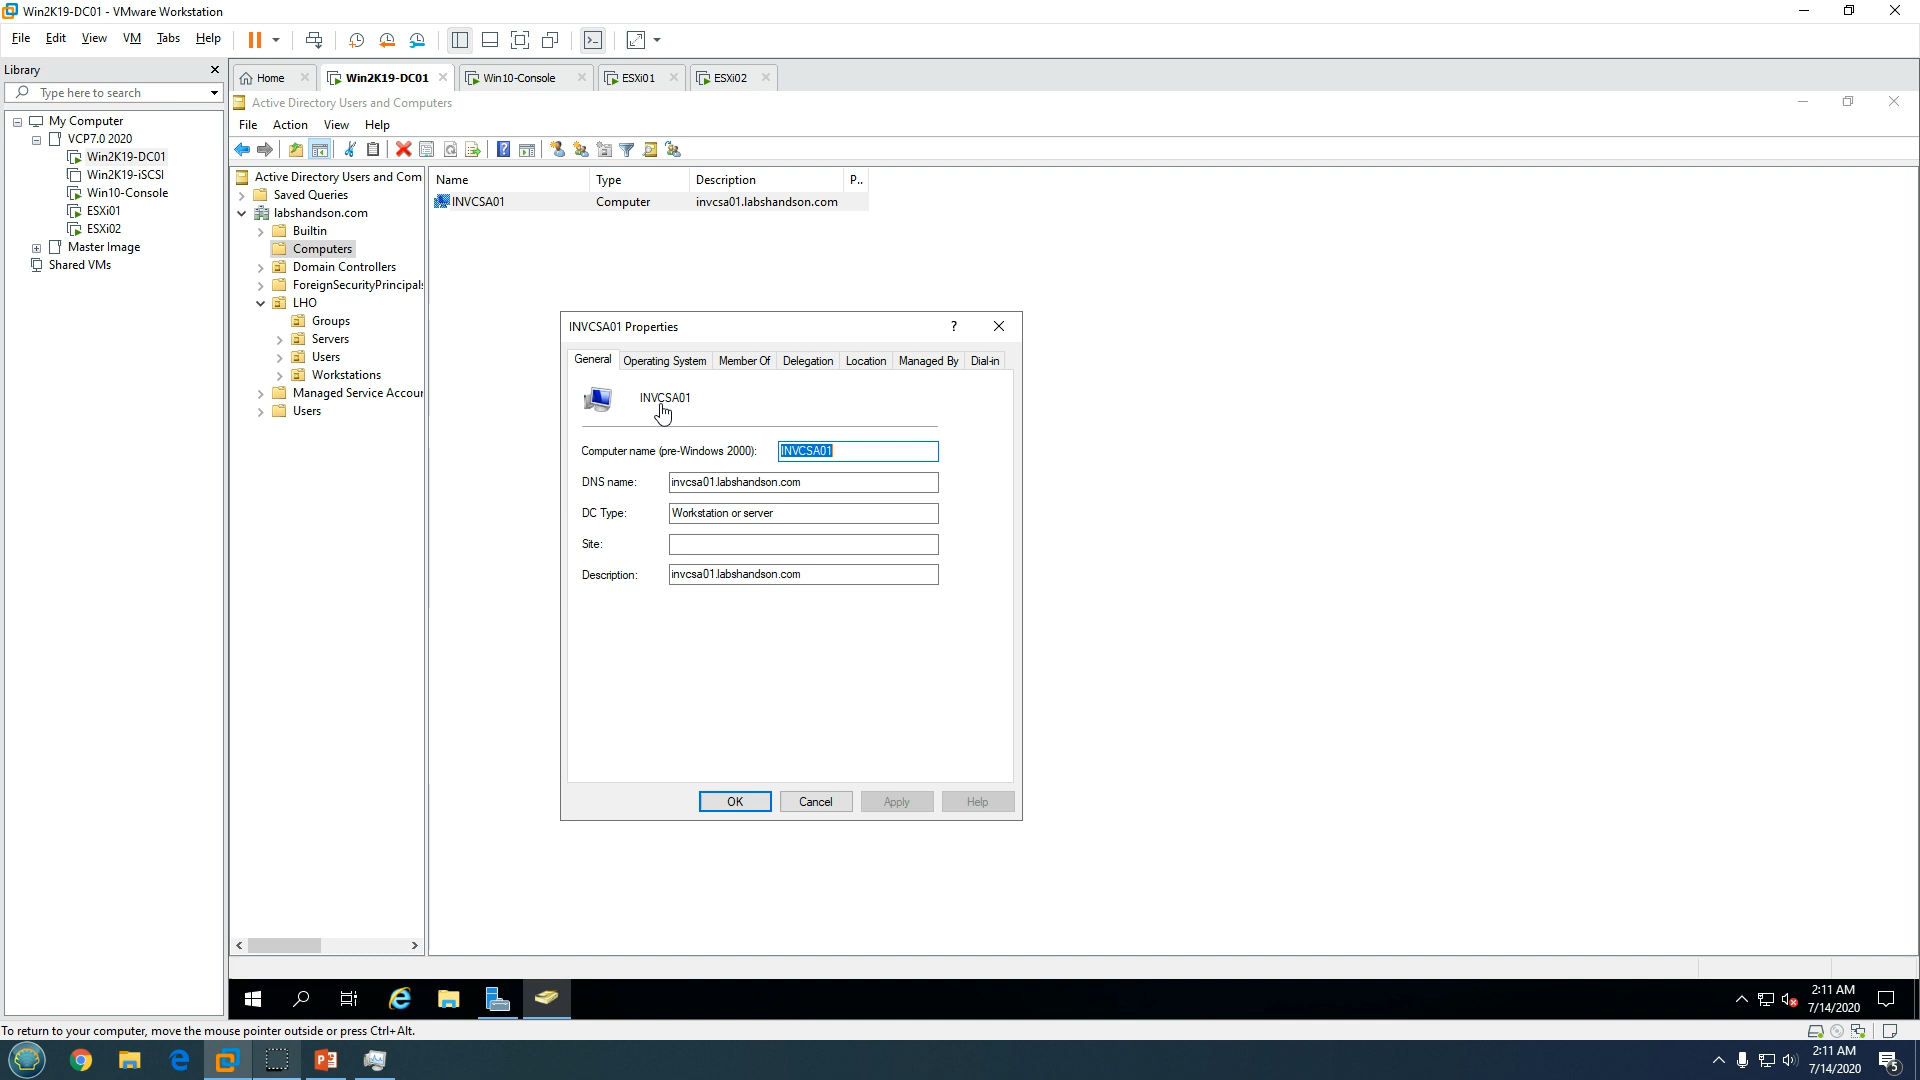 Win2K19-DC01 - VMware Workstation
File Edit View VM Tabs Help
Library
Type here to search
My Computer
VCP7.0 2020
Win2K19-DC01
Win2K19-iSCSI
Win10-Console
ESXi01
ESXi02
Master Image
Shared VMs
Home Win2K19-DC01 Win10-Console ESXi01 ESXi02
Active Directory Users and Computers
File Action View Help
Active Directory Users and Com
Saved Queries
labshandson.com
Builtin
Computers
Domain Controllers
ForeignSecurityPrincipals
LHO
Groups
Servers
Users
Workstations
Managed Service Accour
Users
Name Type Description P..
INVCSA01 Computer invcsa01.labshandson.com
INVCSA01 Properties ?
General Operating System Member Of Delegation Location Managed By Dial-in
INVCSA01
Computer name (pre-Windows 2000): INVCSA01
DNS name: invcsa01.labshandson.com
DC Type: Workstation or server
Site:
Description: invcsa01.labshandson.com
OK Cancel Apply Help
2:11 AM
7/14/2020
To return to your computer, move the mouse pointer outside or press Ctrl+Alt.
2:11 AM
7/14/2020
5